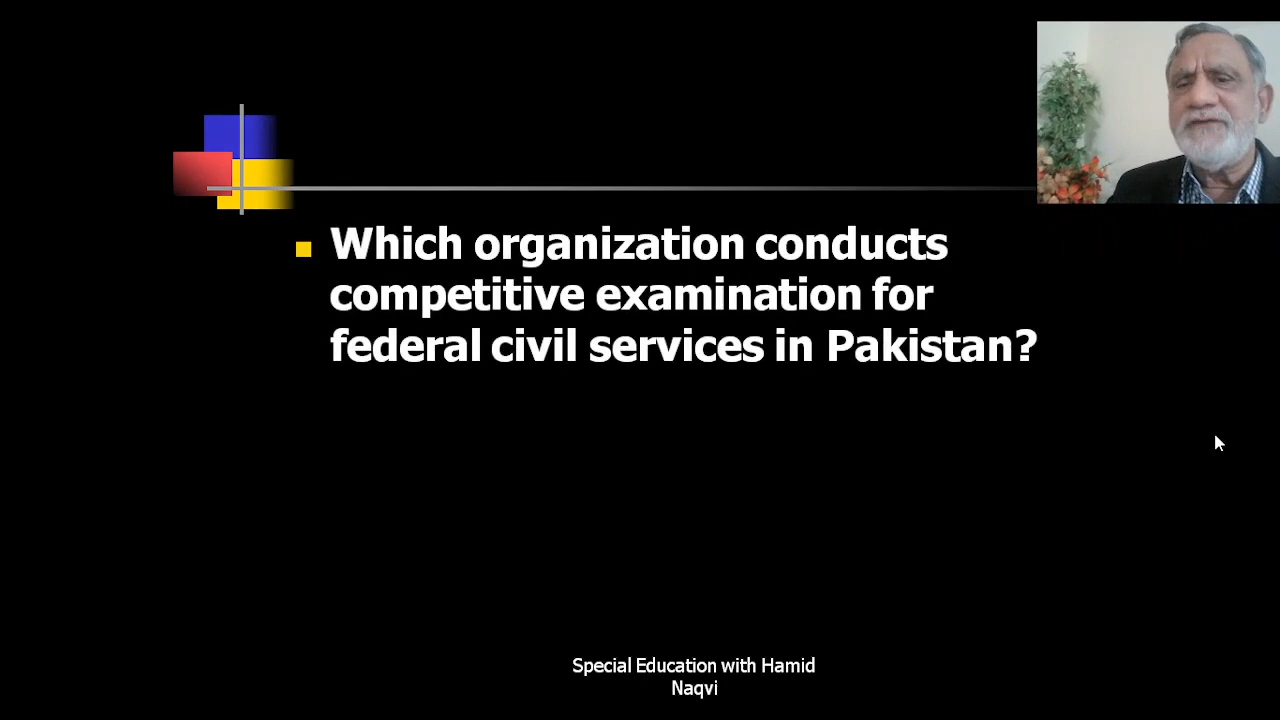 Which organization conducts
competitive examination for
federal civil services in Pakistan?
Special Education with Hamid
Naqvi